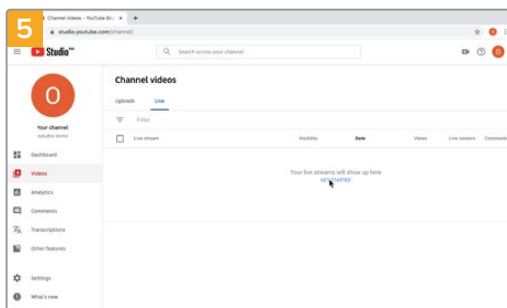 5
Channel videos - YouTube St
studio.youtube.com/channel/
Studio
Search across your channel
O
O
Channel videos
Uploads
Live
Filter
Live stream
Visibility
Date
Views
Live viewers
Comments
Your live streams will show up here
GET STARTED
O
Your channel
Dashboard
Videos
Analytics
Comments
Transcriptions
Other features
Settings
What's new